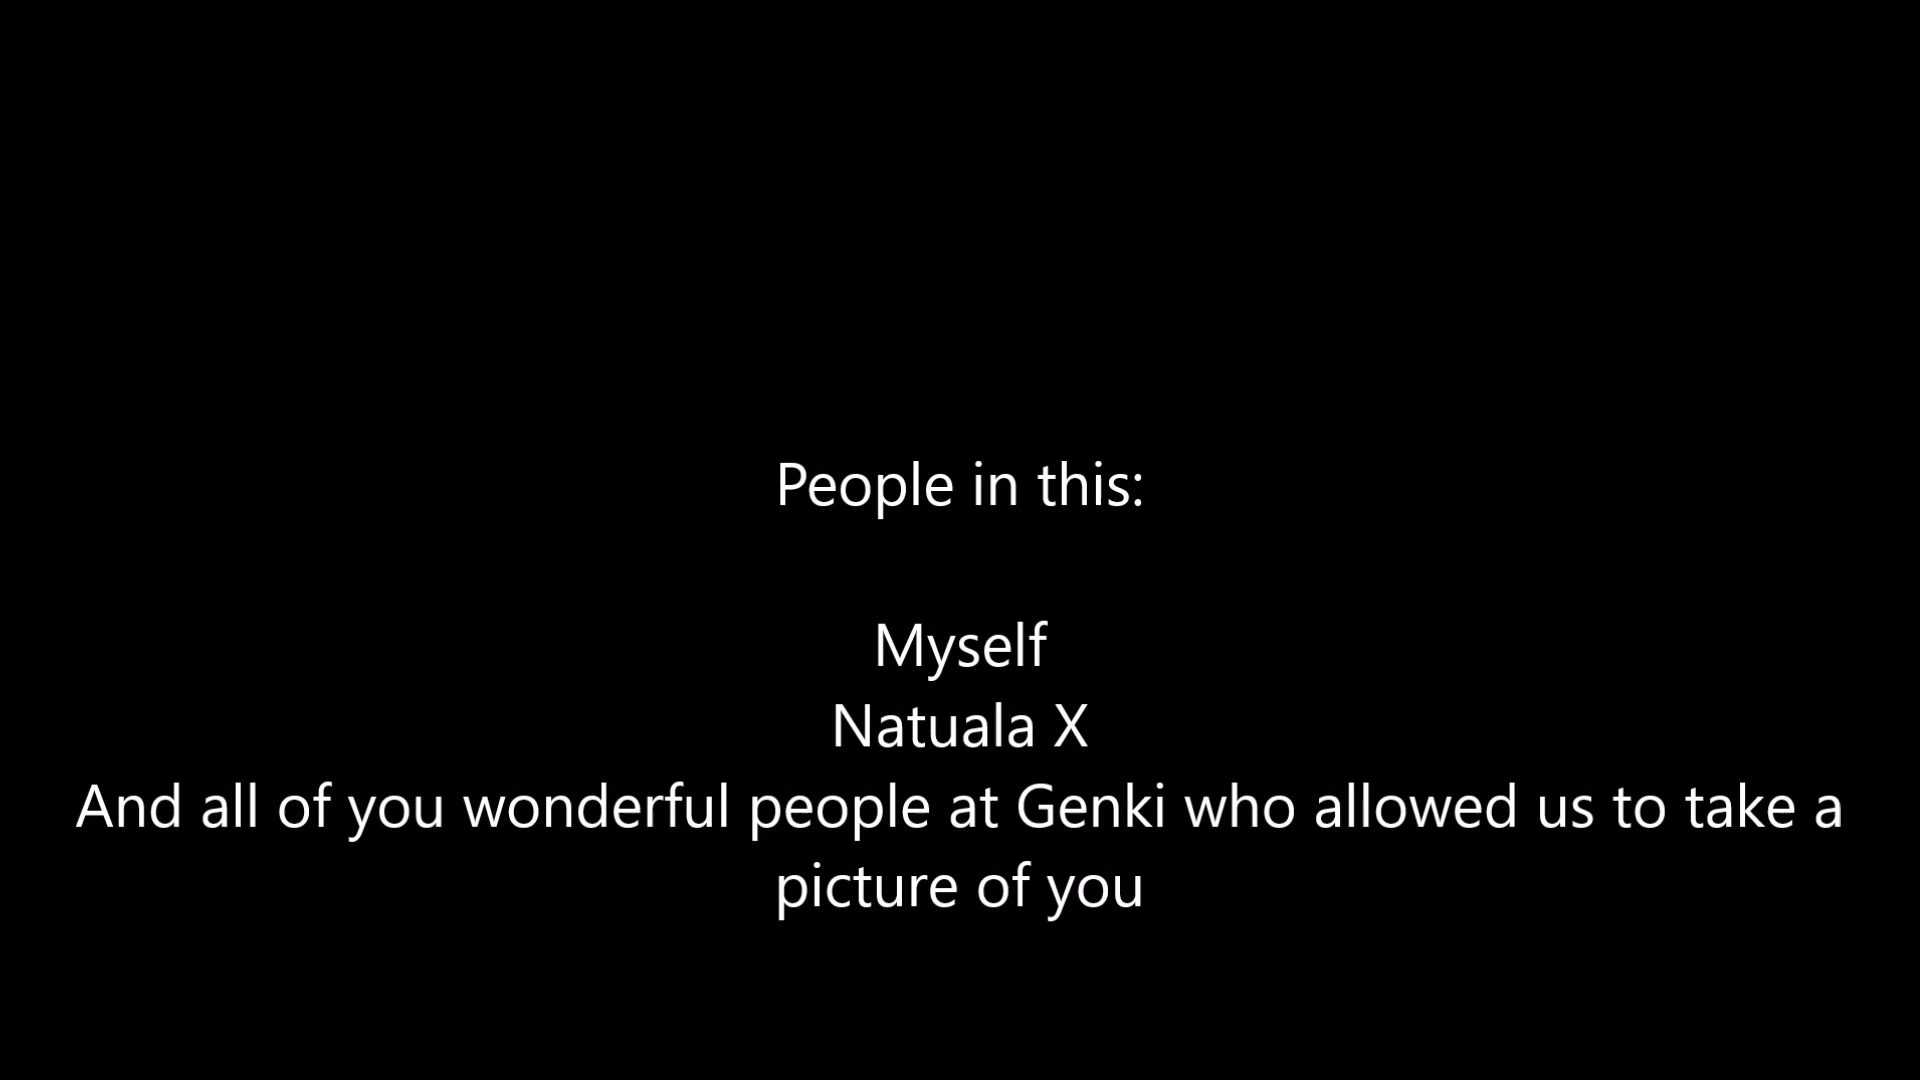 People in this:
Myself
Natuala X
And all of you wonderful people at Genki who allowed us to take a
picture of you